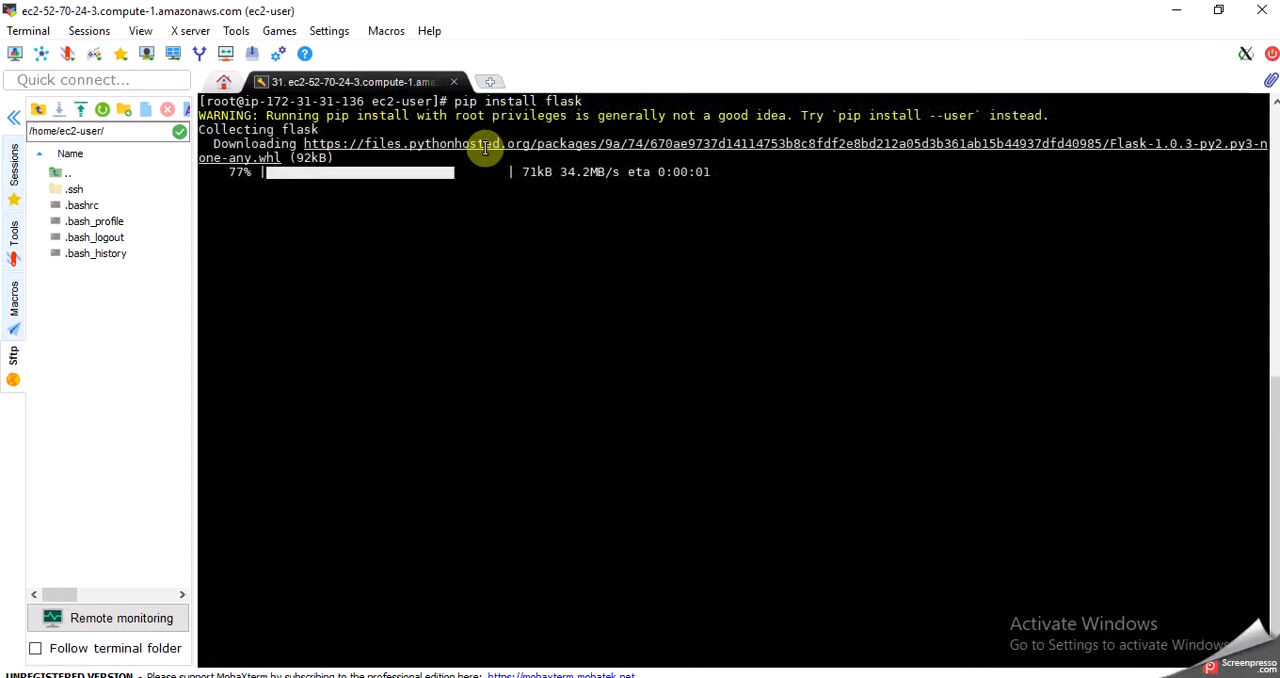 ec2-52-70-24-3.compute-1.amazonaws.com (ec2-user)
Terminal Sessions View X server Tools Games Settings Macros Help
Quick connect...
31. ec2-52-70-24-3.compute-1.ama
/home/ec2-user/
Name
..
.ssh
.bashrc
.bash_profile
.bash_logout
.bash_history
Sessions
Tools
Macros
Sftp
[root@ip-172-31-31-136 ec2-user]# pip install flask
WARNING: Running pip install with root privileges is generally not a good idea. Try `pip install --user` instead.
Collecting flask
Downloading https://files.pythonhosted.org/packages/9a/74/670ae9737d14114753b8c8fdf2e8bd212a05d3b361ab15b44937dfd40985/Flask-1.0.3-py2.py3-n
one-any.whl (92kB)
77% | | 71kB 34.2MB/s eta 0:00:01
Remote monitoring
Follow terminal folder
Activate Windows
Go to Settings to activate Windows
Screenpresso
.com
UNREGISTERED VERSION - Please support MobaXterm by subscribing to the professional edition here: https://mobaxterm.mobatek.net